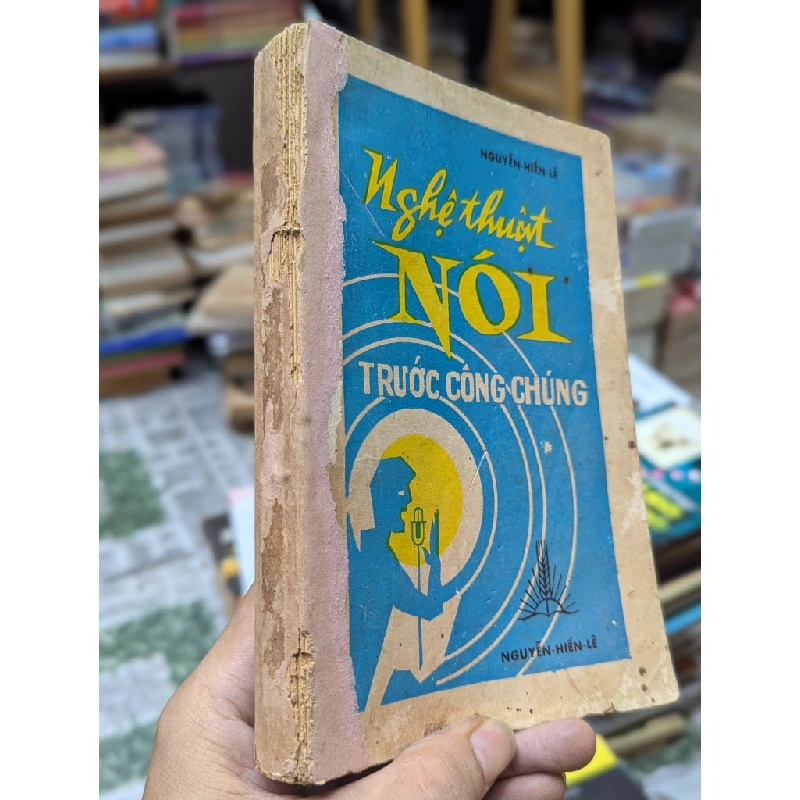 NGUYỄN-HIẾN-LÊ
Nghệ thuật
NÓI
TRƯỚC CÔNG-CHÚNG
NGUYỄN-HIẾN-LÊ